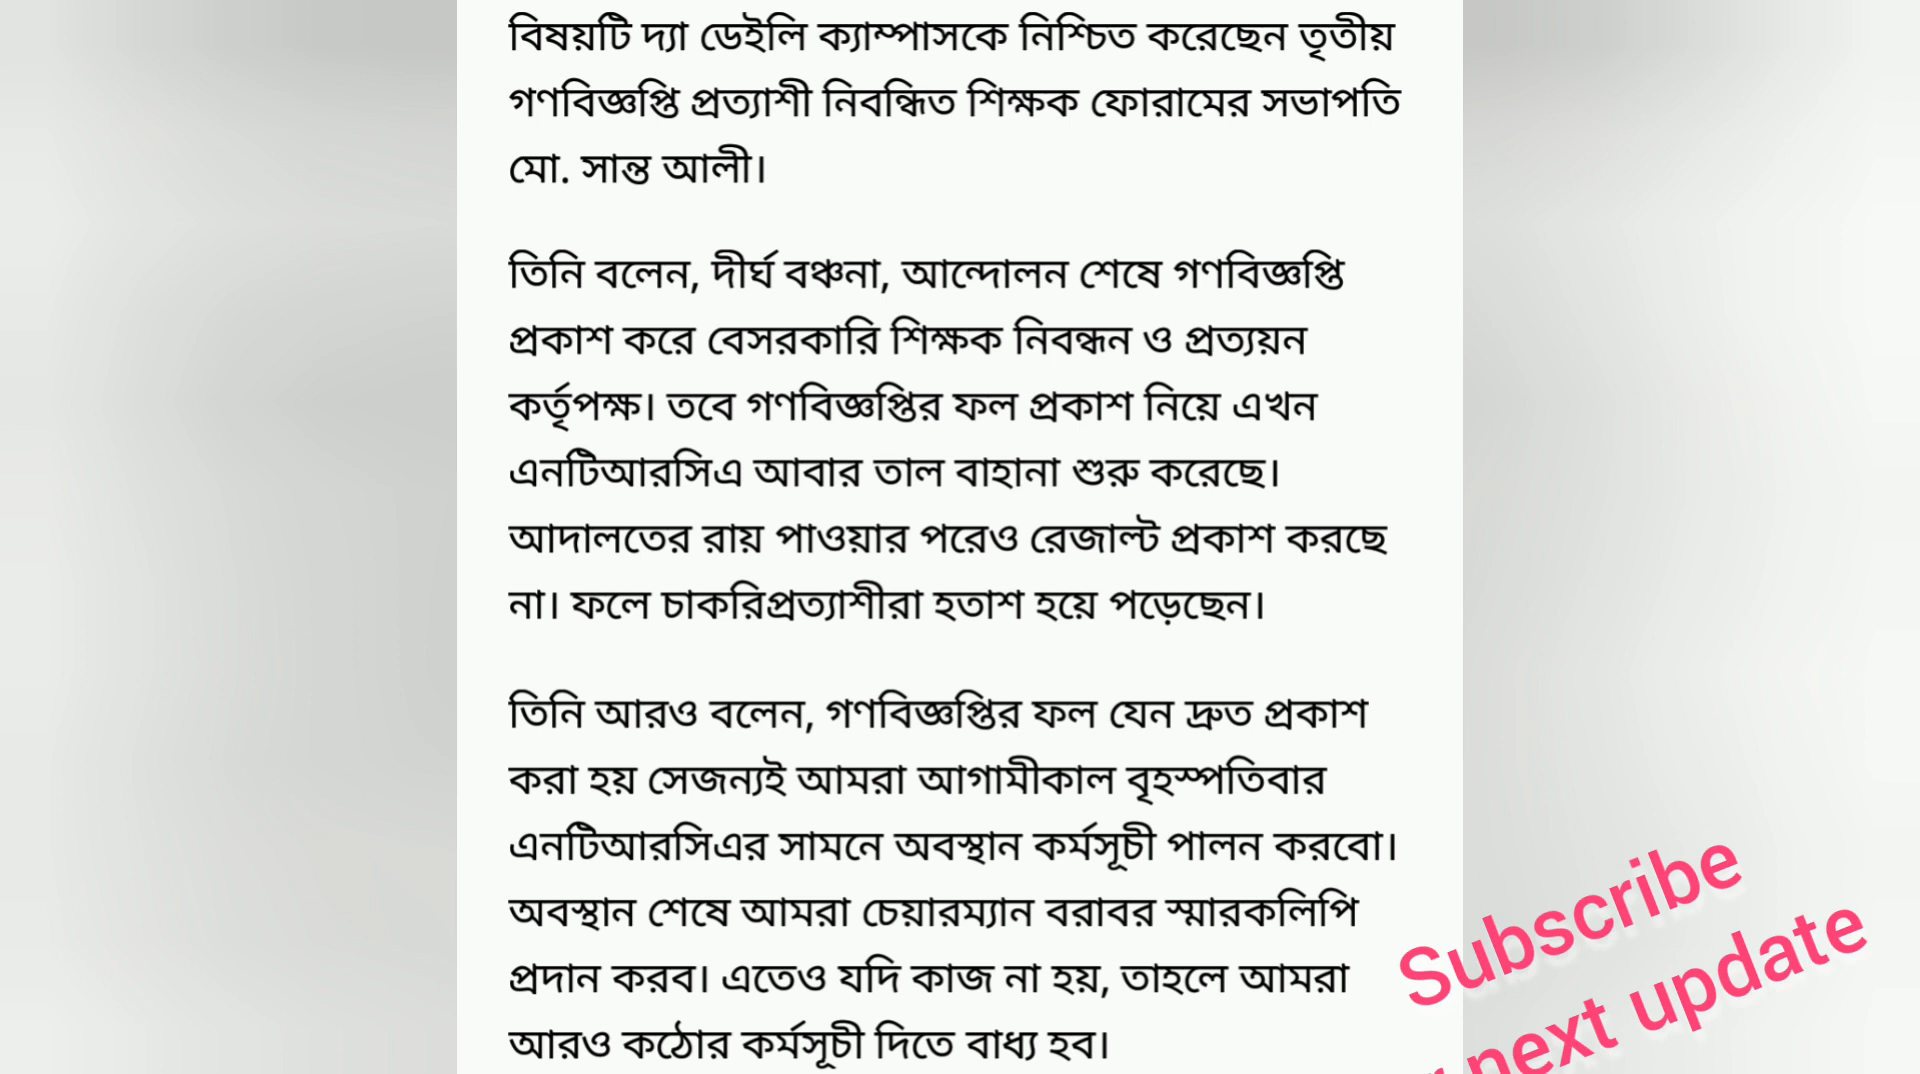 বিষয়টি দ্যা ডেইলি ক্যাম্পাসকে নিশ্চিত করেছেন তৃতীয়
গণবিজ্ঞপ্তি প্রত্যাশী নিবন্ধিত শিক্ষক ফোরামের সভাপতি
মো. সান্ত আলী।
তিনি বলেন, দীর্ঘ বঞ্চনা, আন্দোলন শেষে গণবিজ্ঞপ্তি
প্রকাশ করে বেসরকারি শিক্ষক নিবন্ধন ও প্রত্যয়ন
কর্তৃপক্ষ। তবে গণবিজ্ঞপ্তির ফল প্রকাশ নিয়ে এখন
এনটিআরসিএ আবার তাল বাহানা শুরু করেছে।
আদালতের রায় পাওয়ার পরেও রেজাল্ট প্রকাশ করছে
না। ফলে চাকরিপ্রত্যাশীরা হতাশ হয়ে পড়েছেন।
তিনি আরও বলেন, গণবিজ্ঞপ্তির ফল যেন দ্রুত প্রকাশ
করা হয় সেজন্যই আমরা আগামীকাল বৃহস্পতিবার
এনটিআরসিএর সামনে অবস্থান কর্মসূচী পালন করবো।
অবস্থান শেষে আমরা চেয়ারম্যান বরাবর স্মারকলিপি
প্রদান করব। এতেও যদি কাজ না হয়, তাহলে আমরা
আরও কঠোর কর্মসূচী দিতে বাধ্য হব।
Subscribe
next update